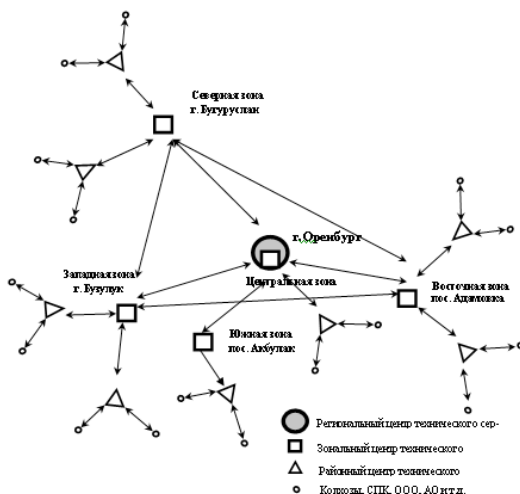 Северная зона
г. Бугуруслан
г. Оренбург
Западная зона
г. Бузулук
Центральная зона
Восточная зона
пос. Адамовка
Южная зона
пос. Акбулак
Региональный центр технического сер-
Зональный центр технического
Районный центр технического
Колхозы, СПК, ООО, АО и т.д.